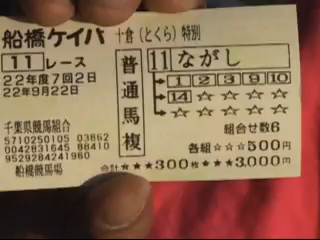 船橋ケイバ 十倉(とくら)特別
11レース
22年度7回2日
22年9月22日
千葉県競馬組合
5710250105 03862
0042831645 88410
9529284241960
船橋競馬場
普通馬複
11ながし
1 2 3 9 10
14☆☆☆☆
☆☆☆☆☆
組合せ数6
各組☆☆☆500円
合計★★★300枚★★★3,000円